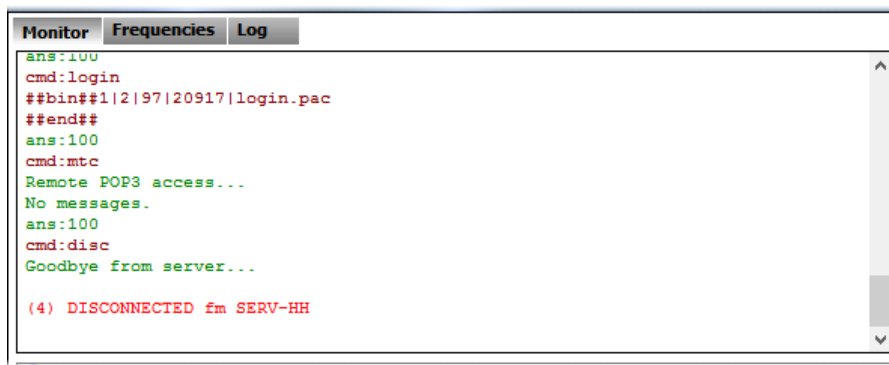 Monitor Frequencies Log
ans:100
cmd:login
##bin##1|2|97|20917|login.pac
##end##
ans:100
cmd:mtc
Remote POP3 access...
No messages.
ans:100
cmd:disc
Goodbye from server...
(4) DISCONNECTED fm SERV-HH